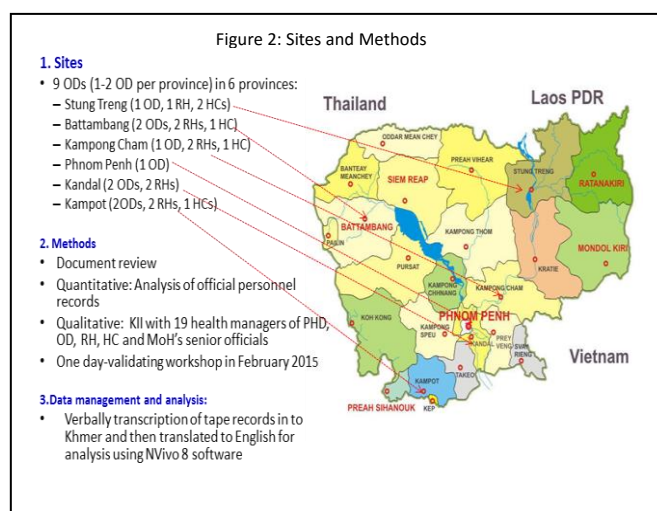 Figure 2: Sites and Methods
1. Sites
• 9 ODs (1-2 OD per province) in 6 provinces:
– Stung Treng (1 OD, 1 RH, 2 HCs)
– Battambang (2 ODs, 2 RHs, 1 HC)
– Kampong Cham (1 OD, 2 RHs, 1 HC)
– Phnom Penh (1 OD)
– Kandal (2 ODs, 2 RHs)
– Kampot (2ODs, 2 RHs, 1 HCs)
2. Methods
• Document review
• Quantitative: Analysis of official personnel
records
• Qualitative: KII with 19 health managers of PHD,
OD, RH, HC and MoH's senior officials
• One day-validating workshop in February 2015
3.Data management and analysis:
• Verbally transcription of tape records in to
Khmer and then translated to English for
analysis using NVivo 8 software
Thailand
Laos PDR
ODDAR MEAN CHEY
BANTEAY
MEANCHEY
PREAH VIHEAR
STUNG TRENG
SIEM REAP
RATANAKIRI
BATTAMBANG
PAILIN
KAMPONG THOM
KRATIE
MONDOL KIRI
PURSAT
KAMPONG
CHHNANG
KAMPONG CHAM
PHNOM PENH
KOH KONG
KAMPONG
SPEU
KANDAL
PREY
VENG
SVAY
RIENG
Vietnam
TAKEO
KAMPOT
PREAH SIHANOUK
KEP